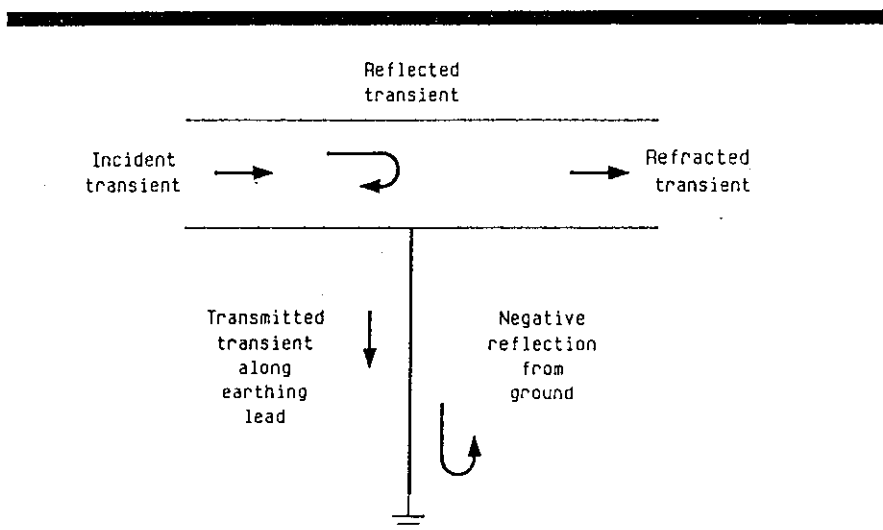 Reflected
transient
Incident
transient
Refracted
transient
Transmitted
transient
along
earthing
lead
Negative
reflection
from
ground